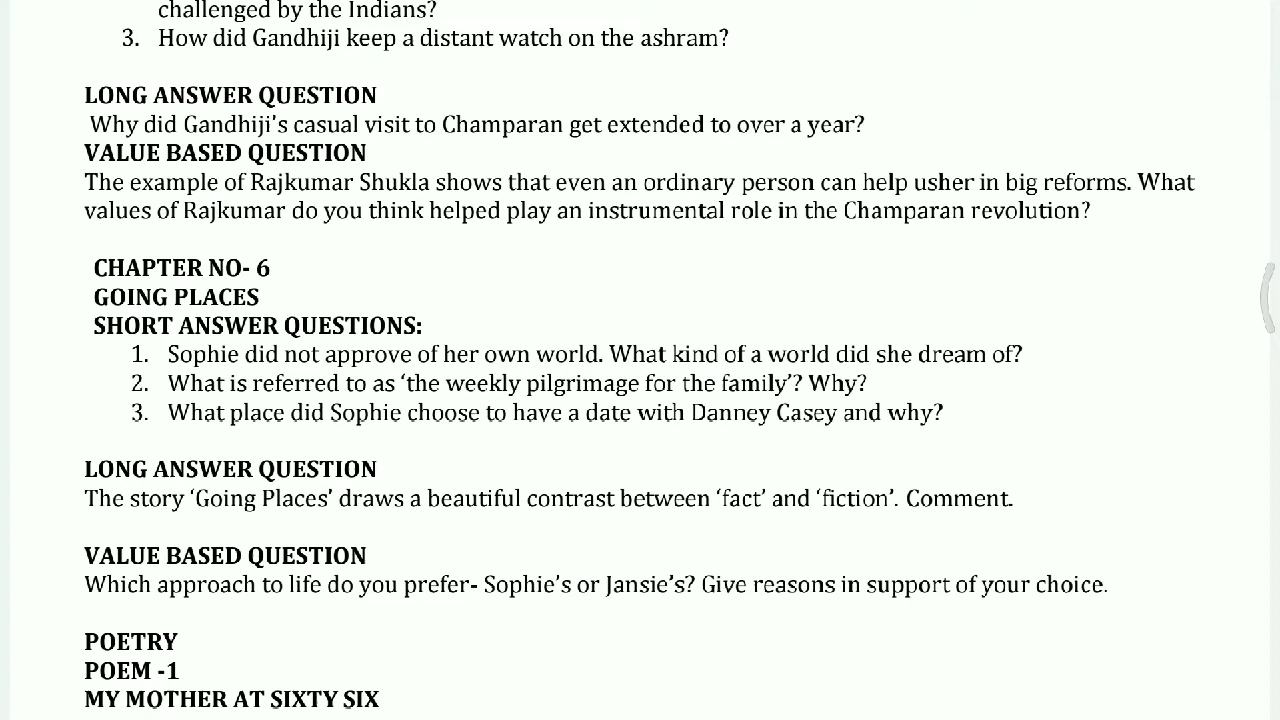 challenged by the Indians?
3. How did Gandhiji keep a distant watch on the ashram?
LONG ANSWER QUESTION
Why did Gandhiji’s casual visit to Champaran get extended to over a year?
VALUE BASED QUESTION
The example of Rajkumar Shukla shows that even an ordinary person can help usher in big reforms. What
values of Rajkumar do you think helped play an instrumental role in the Champaran revolution?
CHAPTER NO- 6
GOING PLACES
SHORT ANSWER QUESTIONS:
1. Sophie did not approve of her own world. What kind of a world did she dream of?
2. What is referred to as ‘the weekly pilgrimage for the family’? Why?
3. What place did Sophie choose to have a date with Danney Casey and why?
LONG ANSWER QUESTION
The story ‘Going Places’ draws a beautiful contrast between ‘fact’ and ‘fiction’. Comment.
VALUE BASED QUESTION
Which approach to life do you prefer- Sophie’s or Jansie’s? Give reasons in support of your choice.
POETRY
POEM -1
MY MOTHER AT SIXTY SIX